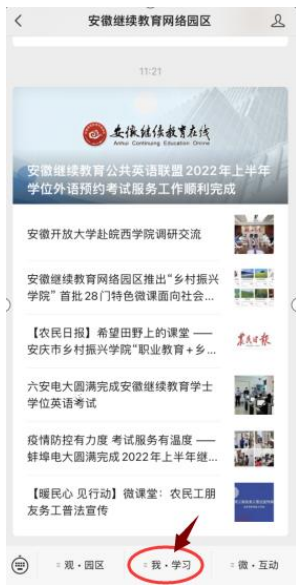 安徽继续教育网络园区
11:21
安徽继续教育在线
Anhui Continuing Education Online
安徽继续教育公共英语联盟2022年上半年
学位外语预约考试服务工作顺利完
成
安徽开放大学赴皖西学院调研交流
安徽继续教育网络园区推出“乡村振兴
学院”首批28门特色微课面向社会...
【农民日报】希望田野上的课堂 ——
安庆市乡村振兴学院“职业教育+乡...
农民日报
六安电大圆满完成安徽继续教育学士
学位英语考试
疫情防控有力度 考试服务有温度 ——
蚌埠电大圆满完成2022年上半年继...
【暖民心 见行动】微课堂：农民工朋
友务工普法宣传
观·园区
我·学习
微·互动